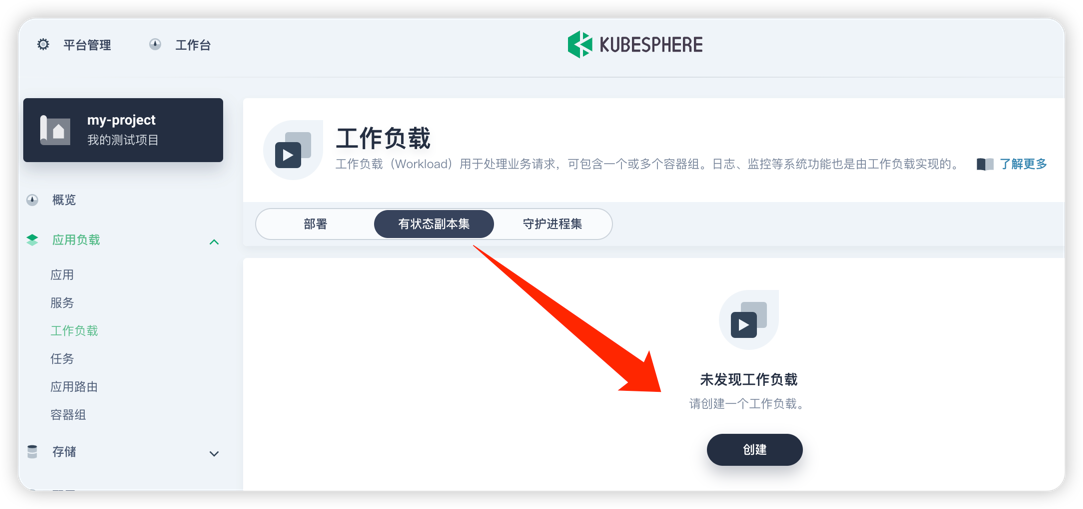 平台管理 工作台 KUBESPHERE
my-project
我的测试项目
概览
应用负载
应用
服务
工作负载
任务
应用路由
容器组
存储
工作负载
工作负载（Workload）用于处理业务请求，可包含一个或多个容器组。日志、监控等系统功能也是由工作负载实现的。 了解更多
部署 有状态副本集 守护进程集
未发现工作负载
请创建一个工作负载。
创建